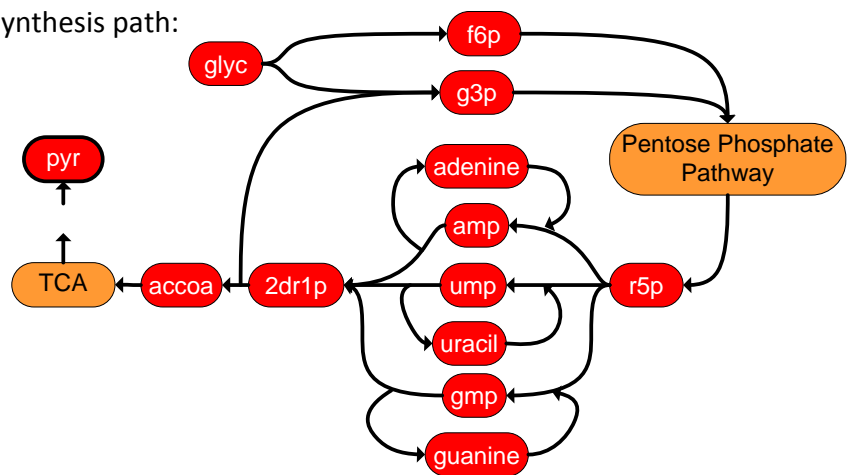 ynthesis path:
f6p
glyc
g3p
pyr
Pentose Phosphate
Pathway
adenine
amp
TCA
accoa
2dr1p
ump
r5p
uracil
gmp
guanine